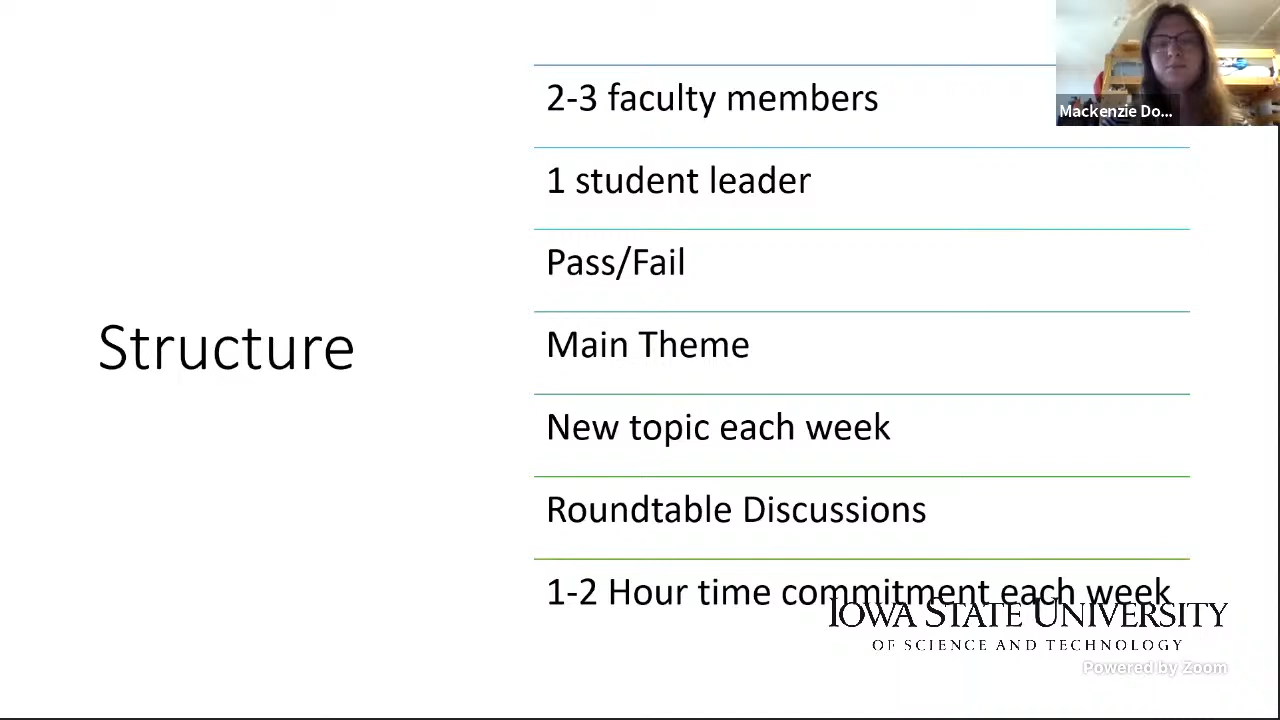 2-3 faculty members
Mackenzie Do...
1 student leader
Pass/Fail
Structure
Main Theme
New topic each week
Roundtable Discussions
1-2 Hour time commitment each week
IOWA STATE UNIVERSITY
OF SCIENCE AND TECHNOLOGY
Powered by Zoom